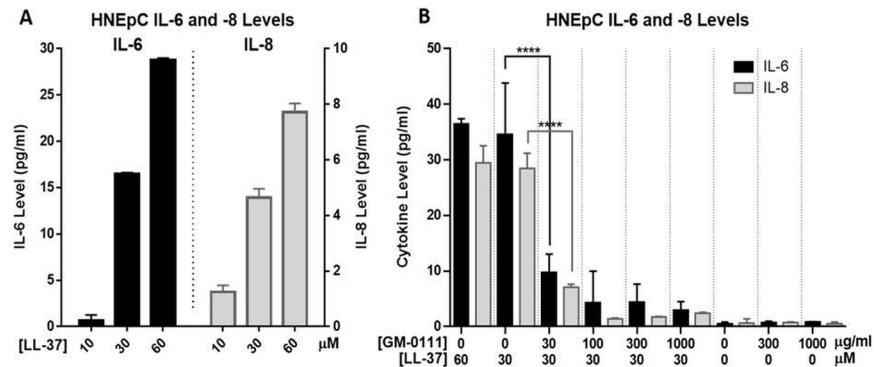 A
HNEpC IL-6 and -8 Levels
IL-6
IL-8
IL-6 Level (pg/ml)
30
25
20
15
10
5
0
10
8
6
4
2
0
IL-8 Level (pg/ml)
[LL-37] 10 30 60 10 30 60 μM
B
HNEpC IL-6 and -8 Levels
Cytokine Level (pg/ml)
50
40
30
20
10
0
****
****
IL-6
IL-8
[GM-0111] 0 0 30 100 300 1000 0 300 1000 μg/ml
[LL-37] 60 30 30 30 30 30 0 0 0 μM